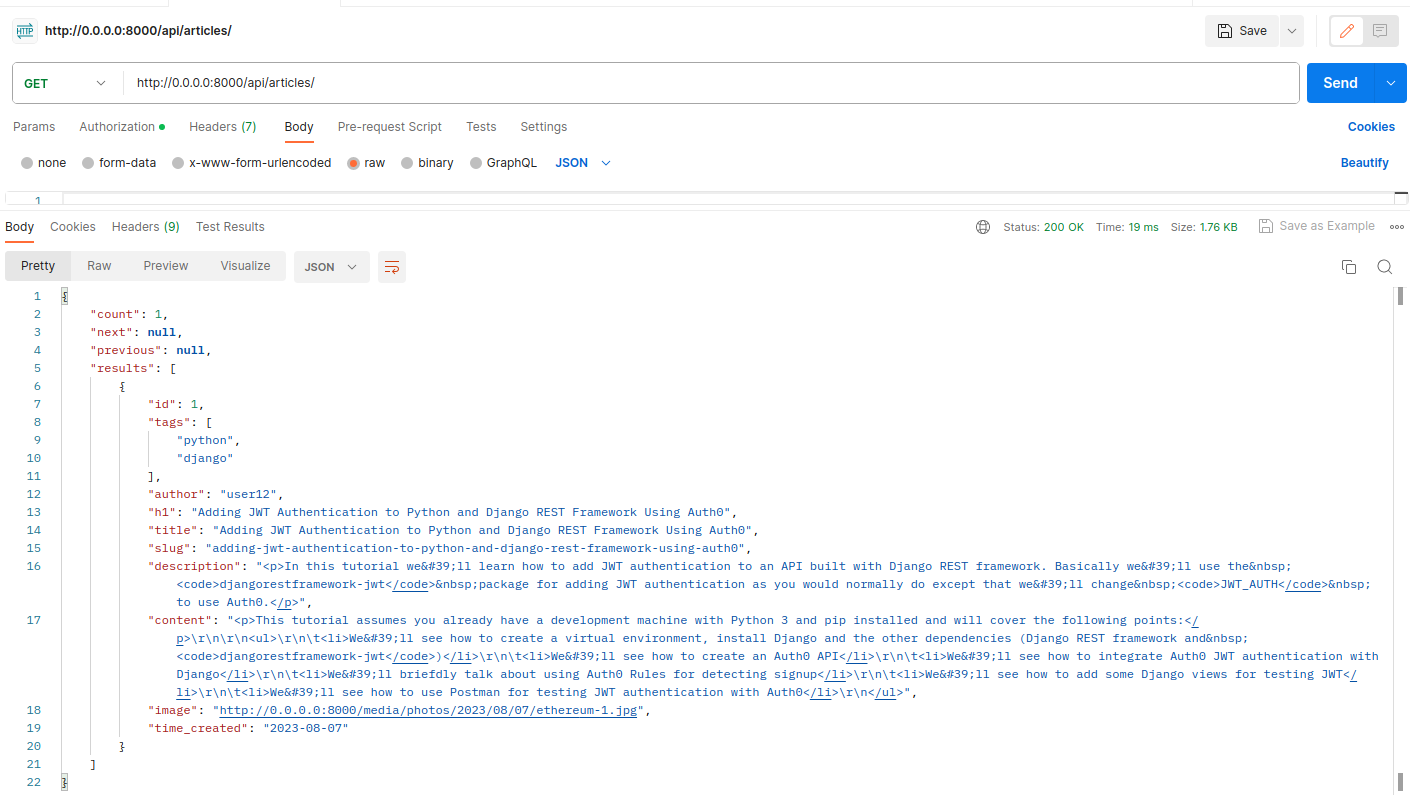 HTTP http://0.0.0.0:8000/api/articles/ Save
GET http://0.0.0.0:8000/api/articles/ Send
Params Authorization Headers (7) Body Pre-request Script Tests Settings Cookies
none form-data x-www-form-urlencoded raw binary GraphQL JSON Beautify
1
Body Cookies Headers (9) Test Results Status: 200 OK Time: 19 ms Size: 1.76 KB Save as Example
Pretty Raw Preview Visualize JSON
1 {
2 "count": 1,
3 "next": null,
4 "previous": null,
5 "results": [
6 {
7 "id": 1,
8 "tags": [
9 "python",
10 "django"
11 ],
12 "author": "user12",
13 "h1": "Adding JWT Authentication to Python and Django REST Framework Using Auth0",
14 "title": "Adding JWT Authentication to Python and Django REST Framework Using Auth0",
15 "slug": "adding-jwt-authentication-to-python-and-django-rest-framework-using-auth0",
16 "description": "<p>In this tutorial we&#39;ll learn how to add JWT authentication to an API built with Django REST framework. Basically we&#39;ll use the&nbsp;
<code>djangorestframework-jwt</code>&nbsp;package for adding JWT authentication as you would normally do except that we&#39;ll change&nbsp;<code>JWT_AUTH</code>&nbsp;
to use Auth0.</p>",
17 "content": "<p>This tutorial assumes you already have a development machine with Python 3 and pip installed and will cover the following points:</
p>\r\n\r\n<ul>\r\n\t<li>We&#39;ll see how to create a virtual environment, install Django and the other dependencies (Django REST framework and&nbsp;
<code>djangorestframework-jwt</code>)</li>\r\n\t<li>We&#39;ll see how to create an Auth0 API</li>\r\n\t<li>We&#39;ll see how to integrate Auth0 JWT authentication with
Django</li>\r\n\t<li>We&#39;ll briefdly talk about using Auth0 Rules for detecting signup</li>\r\n\t<li>We&#39;ll see how to add some Django views for testing JWT</
li>\r\n\t<li>We&#39;ll see how to use Postman for testing JWT authentication with Auth0</li>\r\n</ul>",
18 "image": "http://0.0.0.0:8000/media/photos/2023/08/07/ethereum-1.jpg",
19 "time_created": "2023-08-07"
20 }
21 ]
22 }